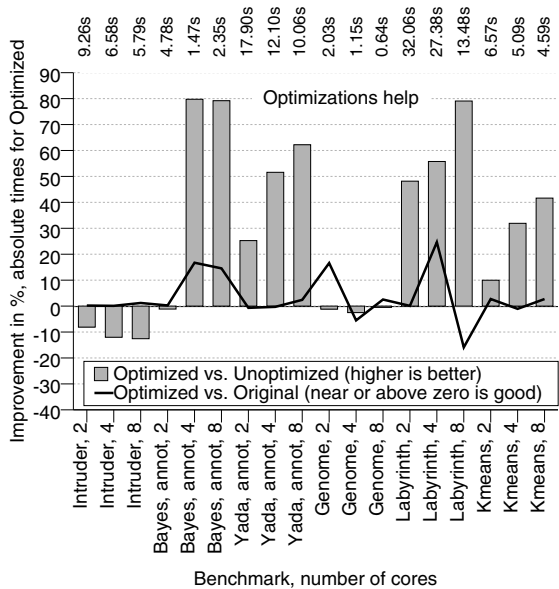 9.26s
6.58s
5.79s
4.78s
1.47s
2.35s
17.90s
12.10s
10.06s
2.03s
1.15s
0.64s
32.06s
27.38s
13.48s
6.57s
5.09s
4.59s
Improvement in %, absolute times for Optimized
90
80
70
60
50
40
30
20
10
0
-10
-20
-30
-40
Optimizations help
Optimized vs. Unoptimized (higher is better)
Optimized vs. Original (near or above zero is good)
Intruder, 2
Intruder, 4
Intruder, 8
Bayes, annot, 2
Bayes, annot, 4
Bayes, annot, 8
Yada, annot, 2
Yada, annot, 4
Yada, annot, 8
Genome, 2
Genome, 4
Genome, 8
Labyrinth, 2
Labyrinth, 4
Labyrinth, 8
Kmeans, 2
Kmeans, 4
Kmeans, 8
Benchmark, number of cores